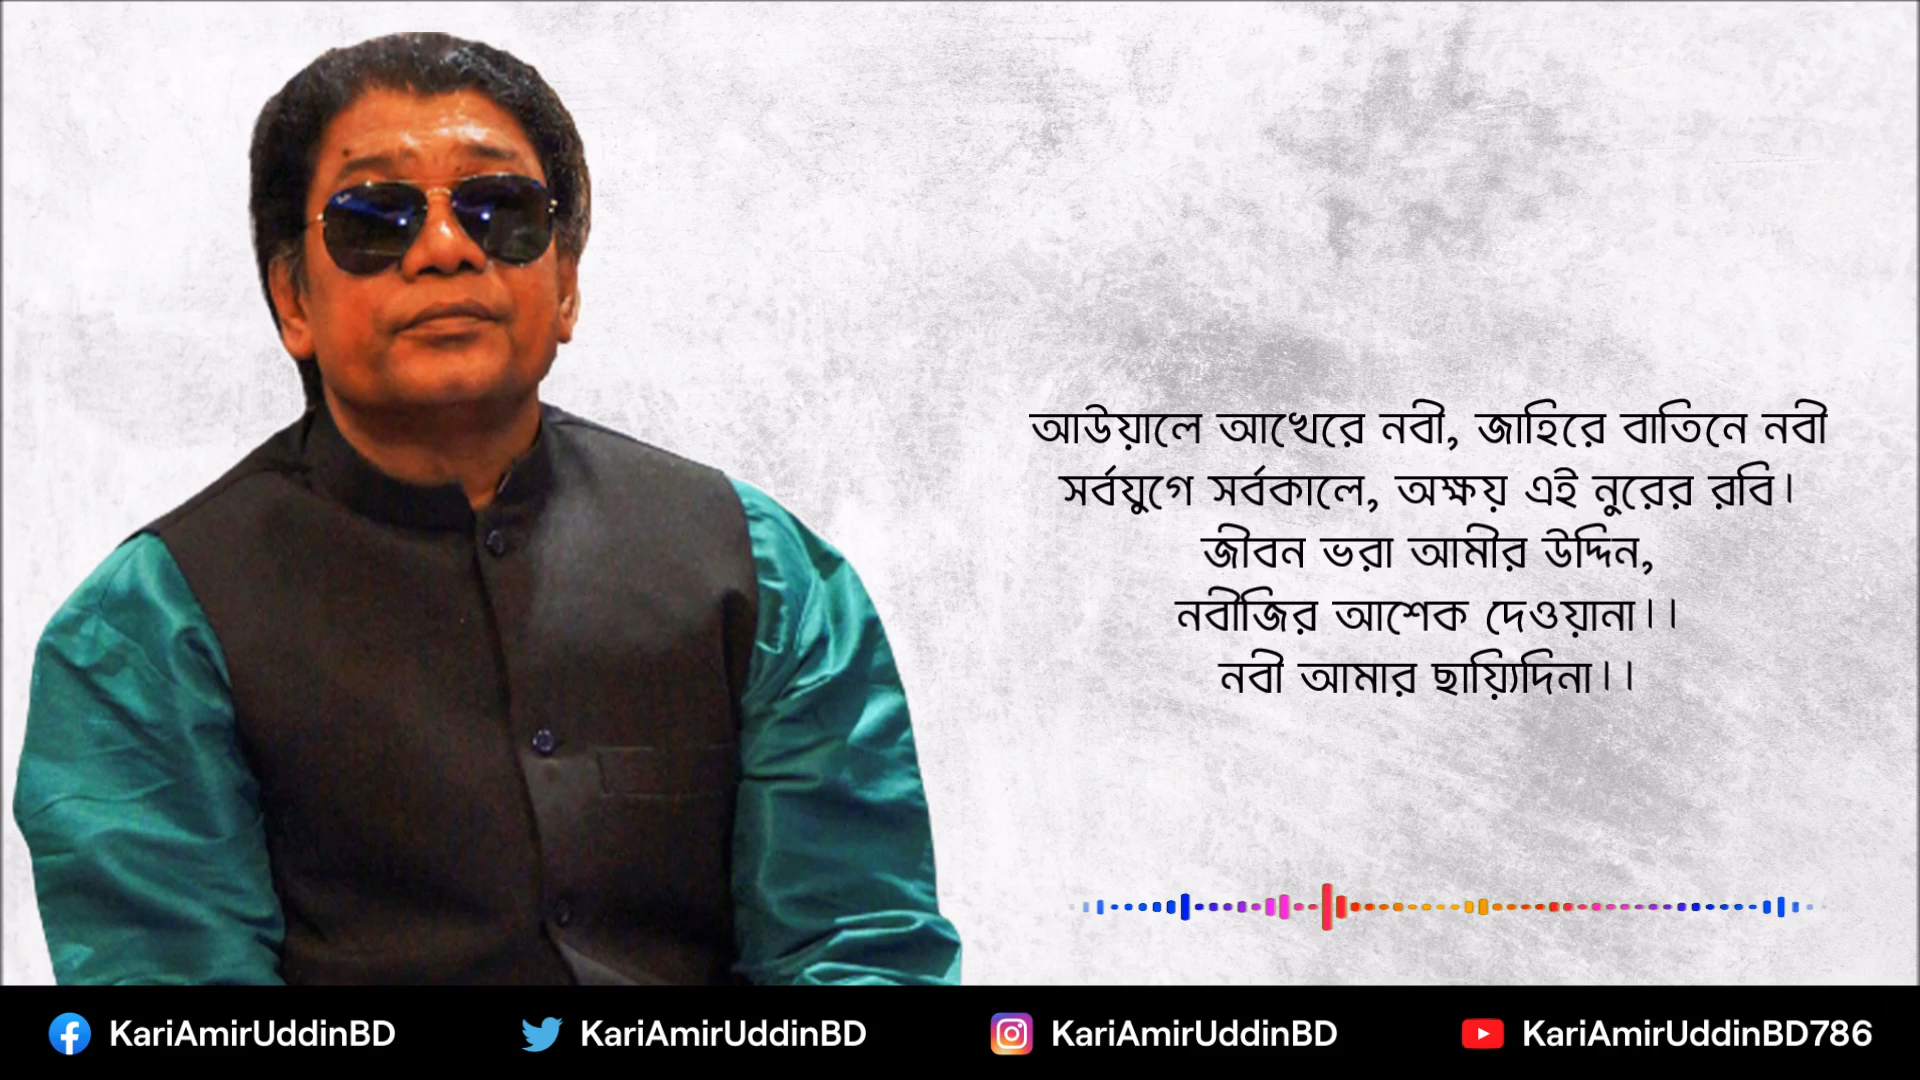 আউয়ালে আখেরে নবী, জাহিরে বাতিনে নবী
সর্বযুগে সর্বকালে, অক্ষয় এই নুরের রবি।
জীবন ভরা আমীর উদ্দিন,
নবীজির আশেক দেওয়ানা।।
নবী আমার ছায়্যিদিনা।।
KariAmirUddinBD KariAmirUddinBD KariAmirUddinBD KariAmirUddinBD786